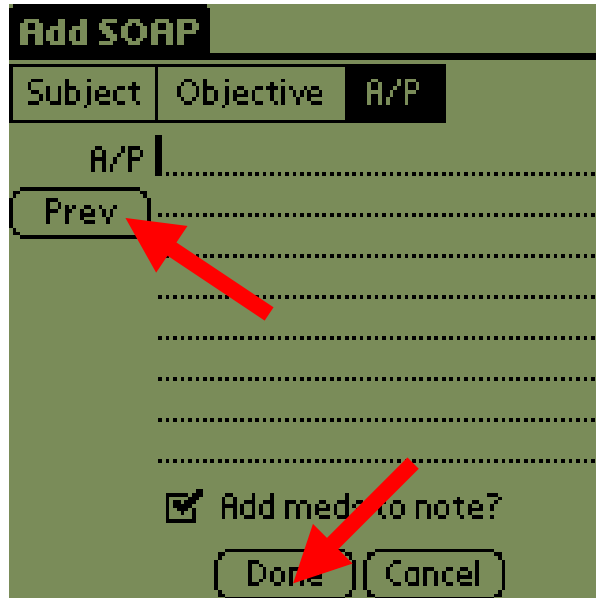 Add SOAP
Subject Objective A/P
A/P
Prev
Add meds to note?
Done Cancel